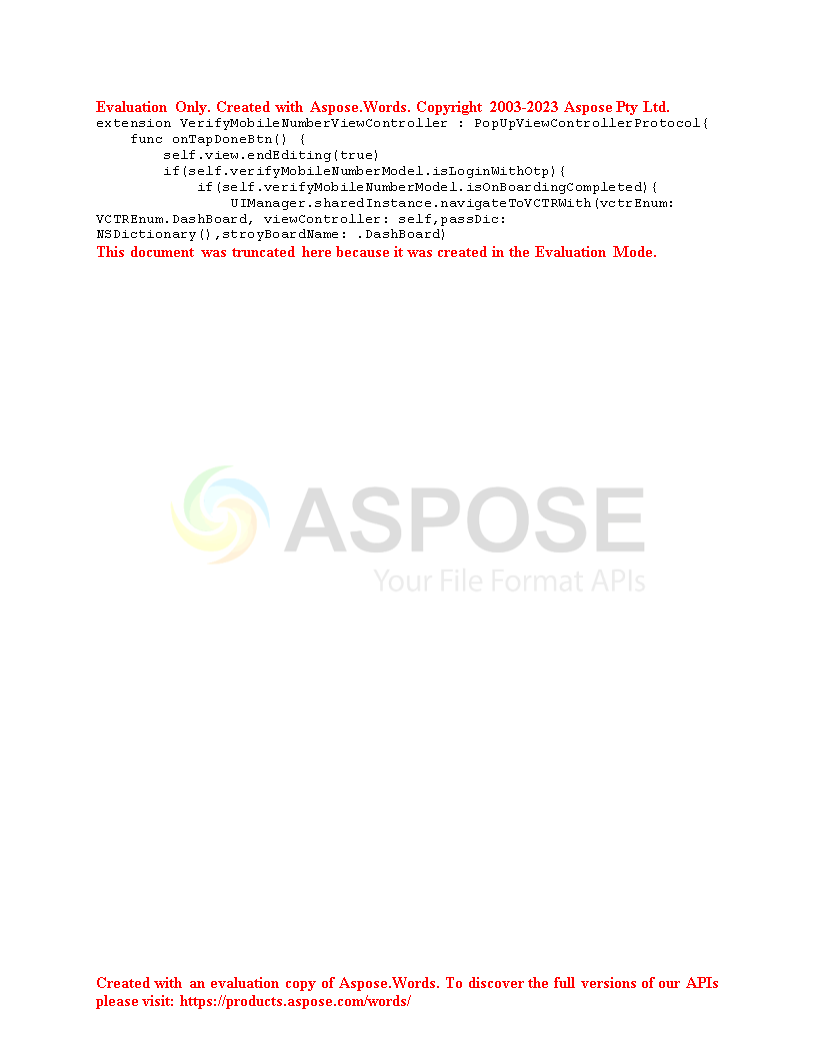 Evaluation Only. Created with Aspose.Words. Copyright 2003-2023 Aspose Pty Ltd.
extension VerifyMobileNumberViewController : PopUpViewControllerProtocol{
    func onTapDoneBtn() {
        self.view.endEditing(true)
        if(self.verifyMobileNumberModel.isLoginWithOtp){
            if(self.verifyMobileNumberModel.isOnBoardingCompleted){
                UIManager.sharedInstance.navigateToVCTRWith(vctrEnum:
VCTREnum.DashBoard, viewController: self,passDic:
NSDictionary(),stroyBoardName: .DashBoard)
This document was truncated here because it was created in the Evaluation Mode.
ASPOSE
Your File Format APIs
Created with an evaluation copy of Aspose.Words. To discover the full versions of our APIs
please visit: https://products.aspose.com/words/